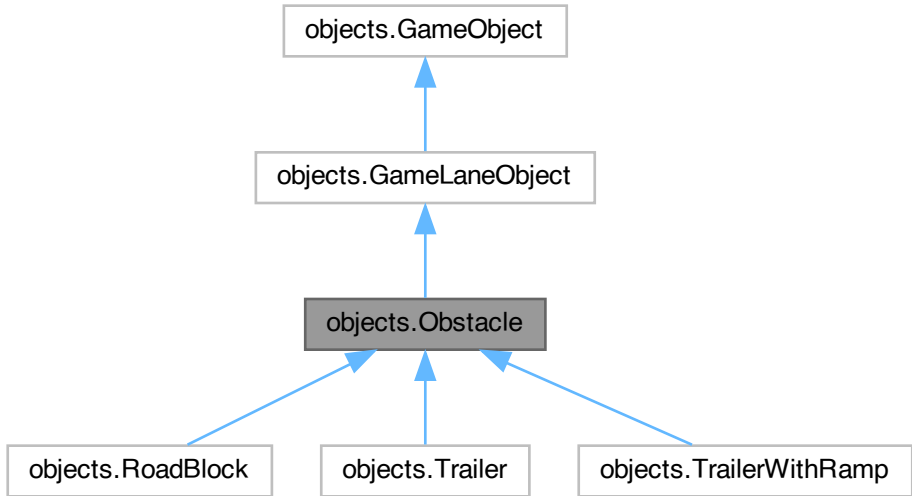 objects.GameObject
objects.GameLaneObject
objects.Obstacle
objects.RoadBlock
objects.Trailer
objects.TrailerWithRamp